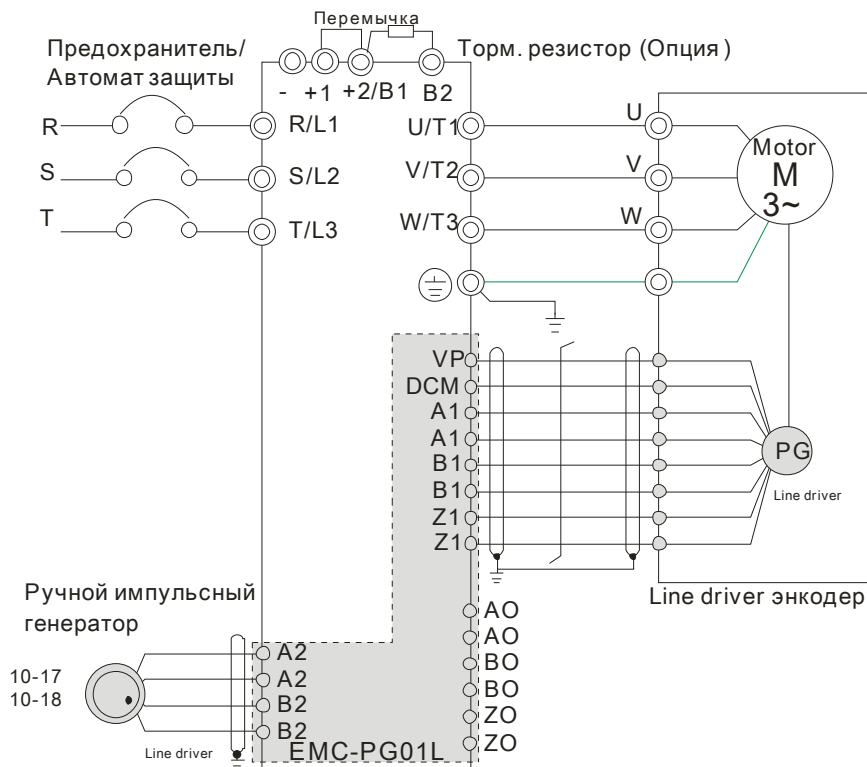 Перемычка
Предохранитель/
Автомат защиты
Торм. резистор (Опция)
- +1 +2/B1 B2
R
R/L1
U/T1
U
S
S/L2
V/T2
V
T
T/L3
W/T3
W
Motor
M
3~
VP
DCM
A1
A1
B1
B1
Z1
Z1
PG
Line driver
Line driver энкодер
Ручной импульсный
генератор
10-17
10-18
Line driver
A2
A2
B2
B2
EMC-PG01L
AO
AO
BO
BO
ZO
ZO